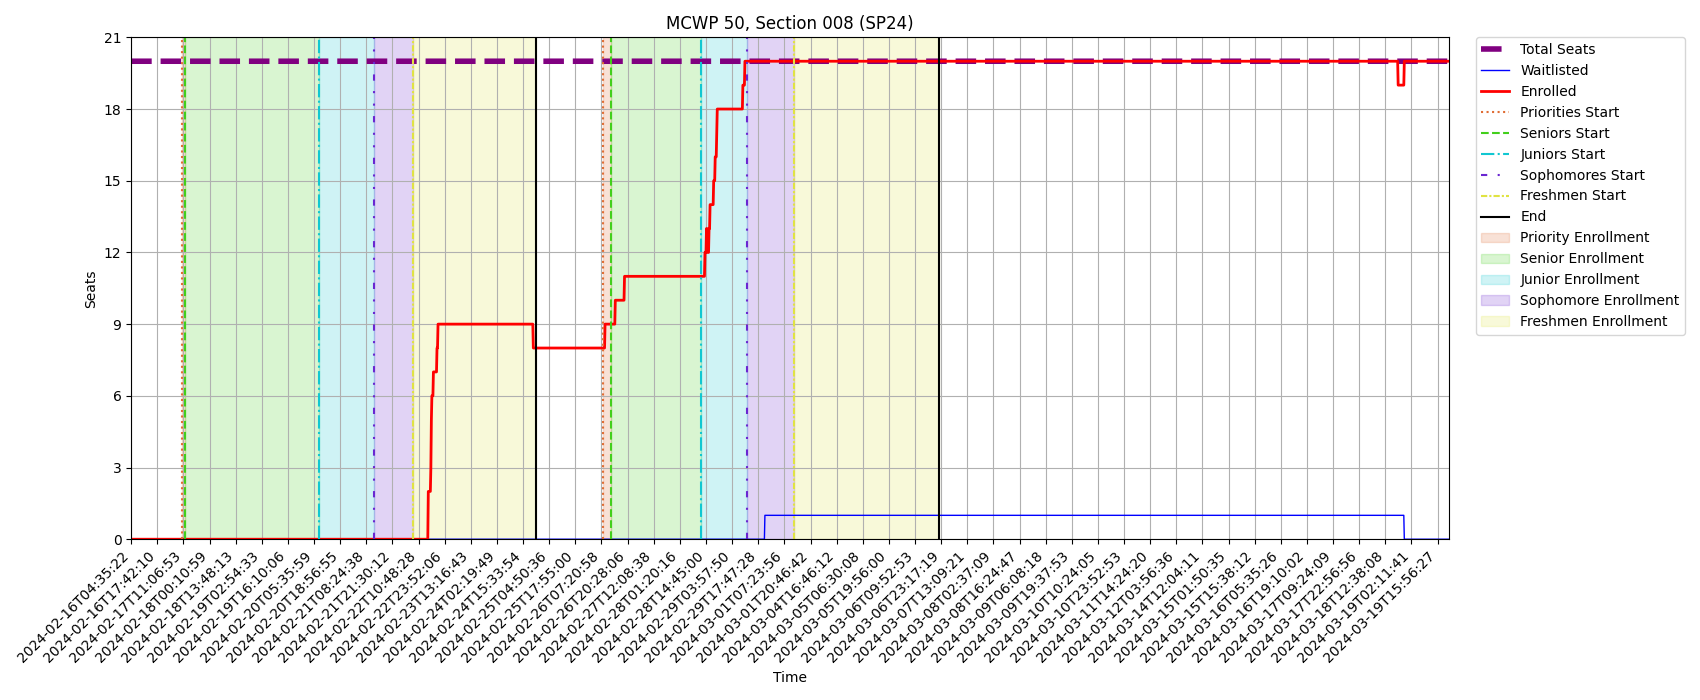 MCWP 50, Section 008 (SP24)
Seats
21
18
15
12
9
6
3
0
2024-02-16T04:35:22
2024-02-16T17:42:10
2024-02-17T11:06:53
2024-02-18T00:10:59
2024-02-18T13:48:13
2024-02-19T02:54:33
2024-02-19T16:10:06
2024-02-20T05:35:59
2024-02-20T18:56:55
2024-02-21T08:24:38
2024-02-21T21:30:12
2024-02-22T10:48:28
2024-02-22T23:52:06
2024-02-23T13:16:43
2024-02-24T02:19:49
2024-02-24T15:33:54
2024-02-25T04:50:36
2024-02-25T17:55:00
2024-02-26T07:20:58
2024-02-26T20:28:06
2024-02-27T12:08:39
2024-02-28T01:20:16
2024-02-28T14:45:00
2024-02-29T03:57:50
2024-02-29T17:47:28
2024-03-01T07:23:56
2024-03-01T20:46:42
2024-03-04T16:46:12
2024-03-05T06:30:08
2024-03-05T19:56:00
2024-03-06T09:52:53
2024-03-06T23:17:19
2024-03-07T13:09:21
2024-03-08T02:37:09
2024-03-08T16:24:47
2024-03-09T06:08:18
2024-03-09T19:37:53
2024-03-10T10:24:05
2024-03-10T23:52:53
2024-03-11T14:24:20
2024-03-12T03:56:36
2024-03-14T12:04:11
2024-03-15T01:50:35
2024-03-15T15:38:12
2024-03-16T05:35:26
2024-03-16T19:10:02
2024-03-17T09:24:09
2024-03-17T22:56:56
2024-03-18T12:38:08
2024-03-19T02:11:41
2024-03-19T15:56:27
Time
Total Seats
Waitlisted
Enrolled
Priorities Start
Seniors Start
Juniors Start
Sophomores Start
Freshmen Start
End
Priority Enrollment
Senior Enrollment
Junior Enrollment
Sophomore Enrollment
Freshmen Enrollment